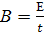 B = E/t